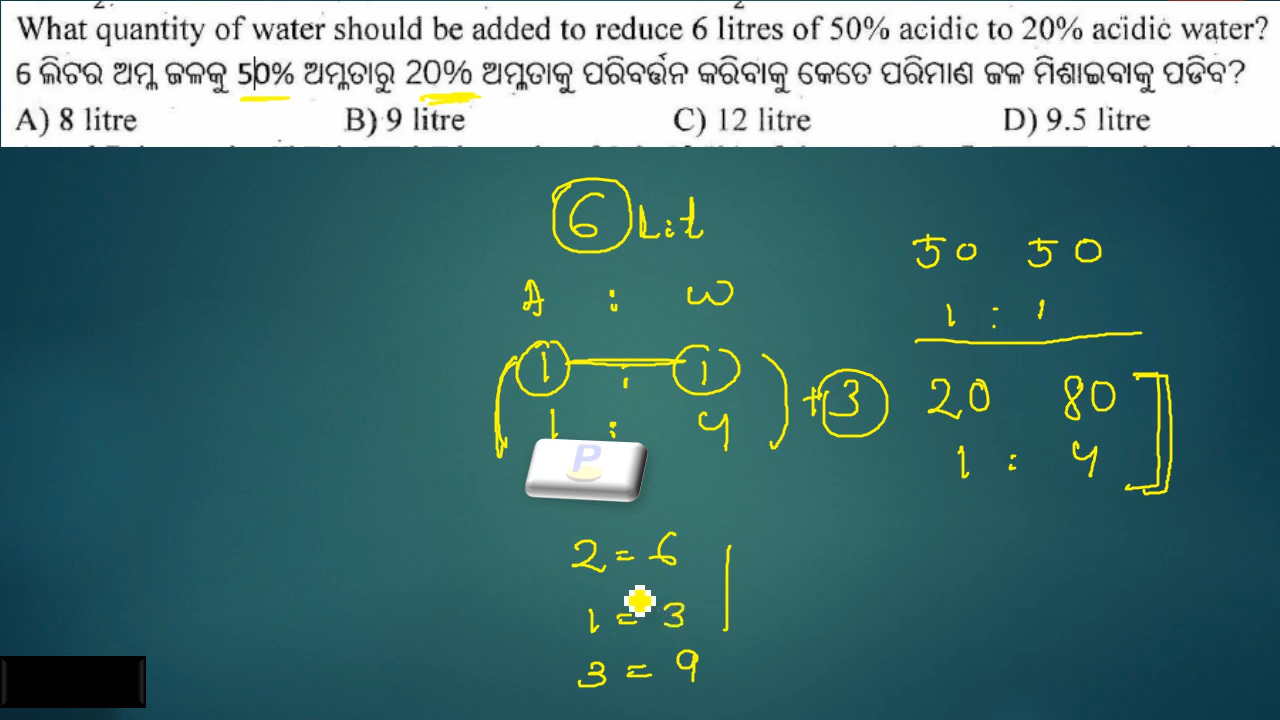 What quantity of water should be added to reduce 6 litres of 50% acidic to 20% acidic water?
6 ଲିଟର ଅମ୍ଳ ଜଳକୁ 50% ଅମ୍ଳତାରୁ 20% ଅମ୍ଳତାକୁ ପରିବର୍ତ୍ତନ କରିବାକୁ କେତେ ପରିମାଣ ଜଳ ମିଶାଇବାକୁ ପଡିବ?
A) 8 litre B) 9 litre C) 12 litre D) 9.5 litre
6 Lit
A : W
1 : 1
1 : 4
+3
50 50
1 : 1
20 80
1 : 4
P
2 = 6
1 = 3
3 = 9